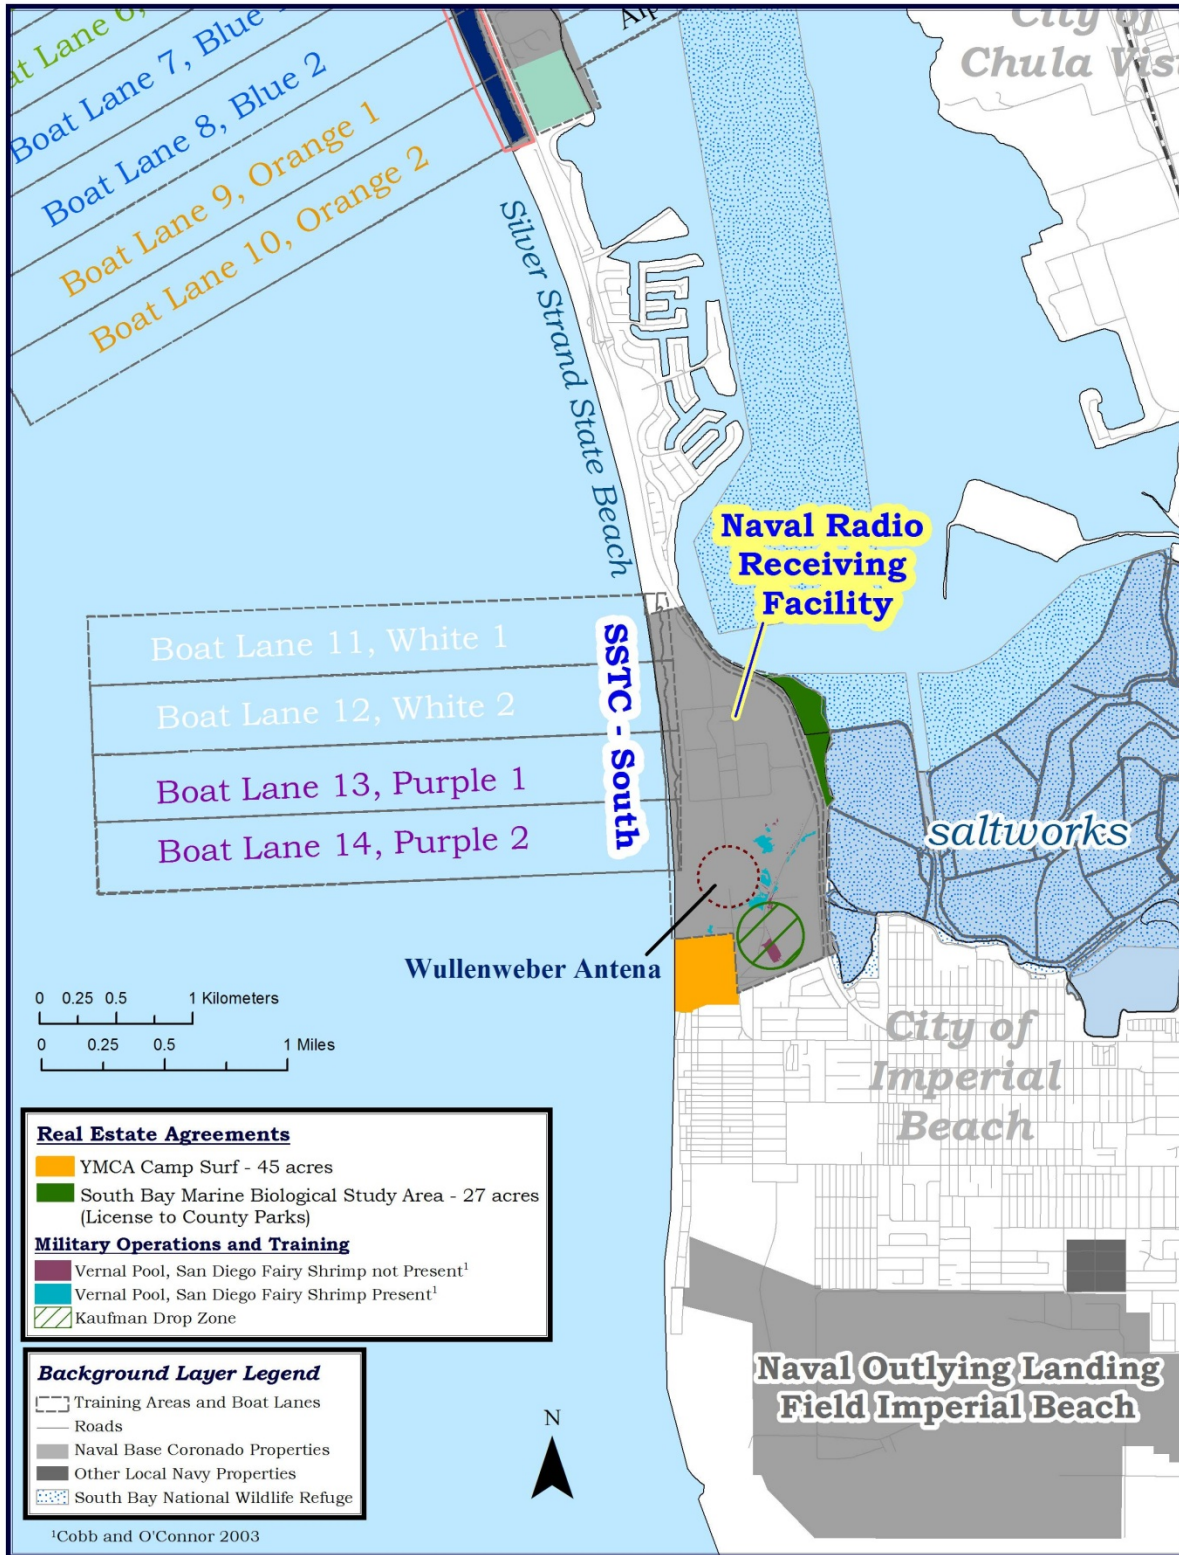 City of
Chula Vist
at Lane 6,
Boat Lane 7, Blue 1
Boat Lane 8, Blue 2
Boat Lane 9, Orange 1
Boat Lane 10, Orange 2
Silver Strand State Beach
Naval Radio
Receiving
Facility
SSTC - South
Boat Lane 11, White 1
Boat Lane 12, White 2
Boat Lane 13, Purple 1
Boat Lane 14, Purple 2
saltworks
Wullenweber Antena
0 0.25 0.5 1 Kilometers
0 0.25 0.5 1 Miles
City of
Imperial
Beach
Real Estate Agreements
YMCA Camp Surf - 45 acres
South Bay Marine Biological Study Area - 27 acres
(License to County Parks)
Military Operations and Training
Vernal Pool, San Diego Fairy Shrimp not Present¹
Vernal Pool, San Diego Fairy Shrimp Present¹
Kaufman Drop Zone
Background Layer Legend
Training Areas and Boat Lanes
Roads
Naval Base Coronado Properties
Other Local Navy Properties
South Bay National Wildlife Refuge
¹Cobb and O'Connor 2003
N
Naval Outlying Landing
Field Imperial Beach